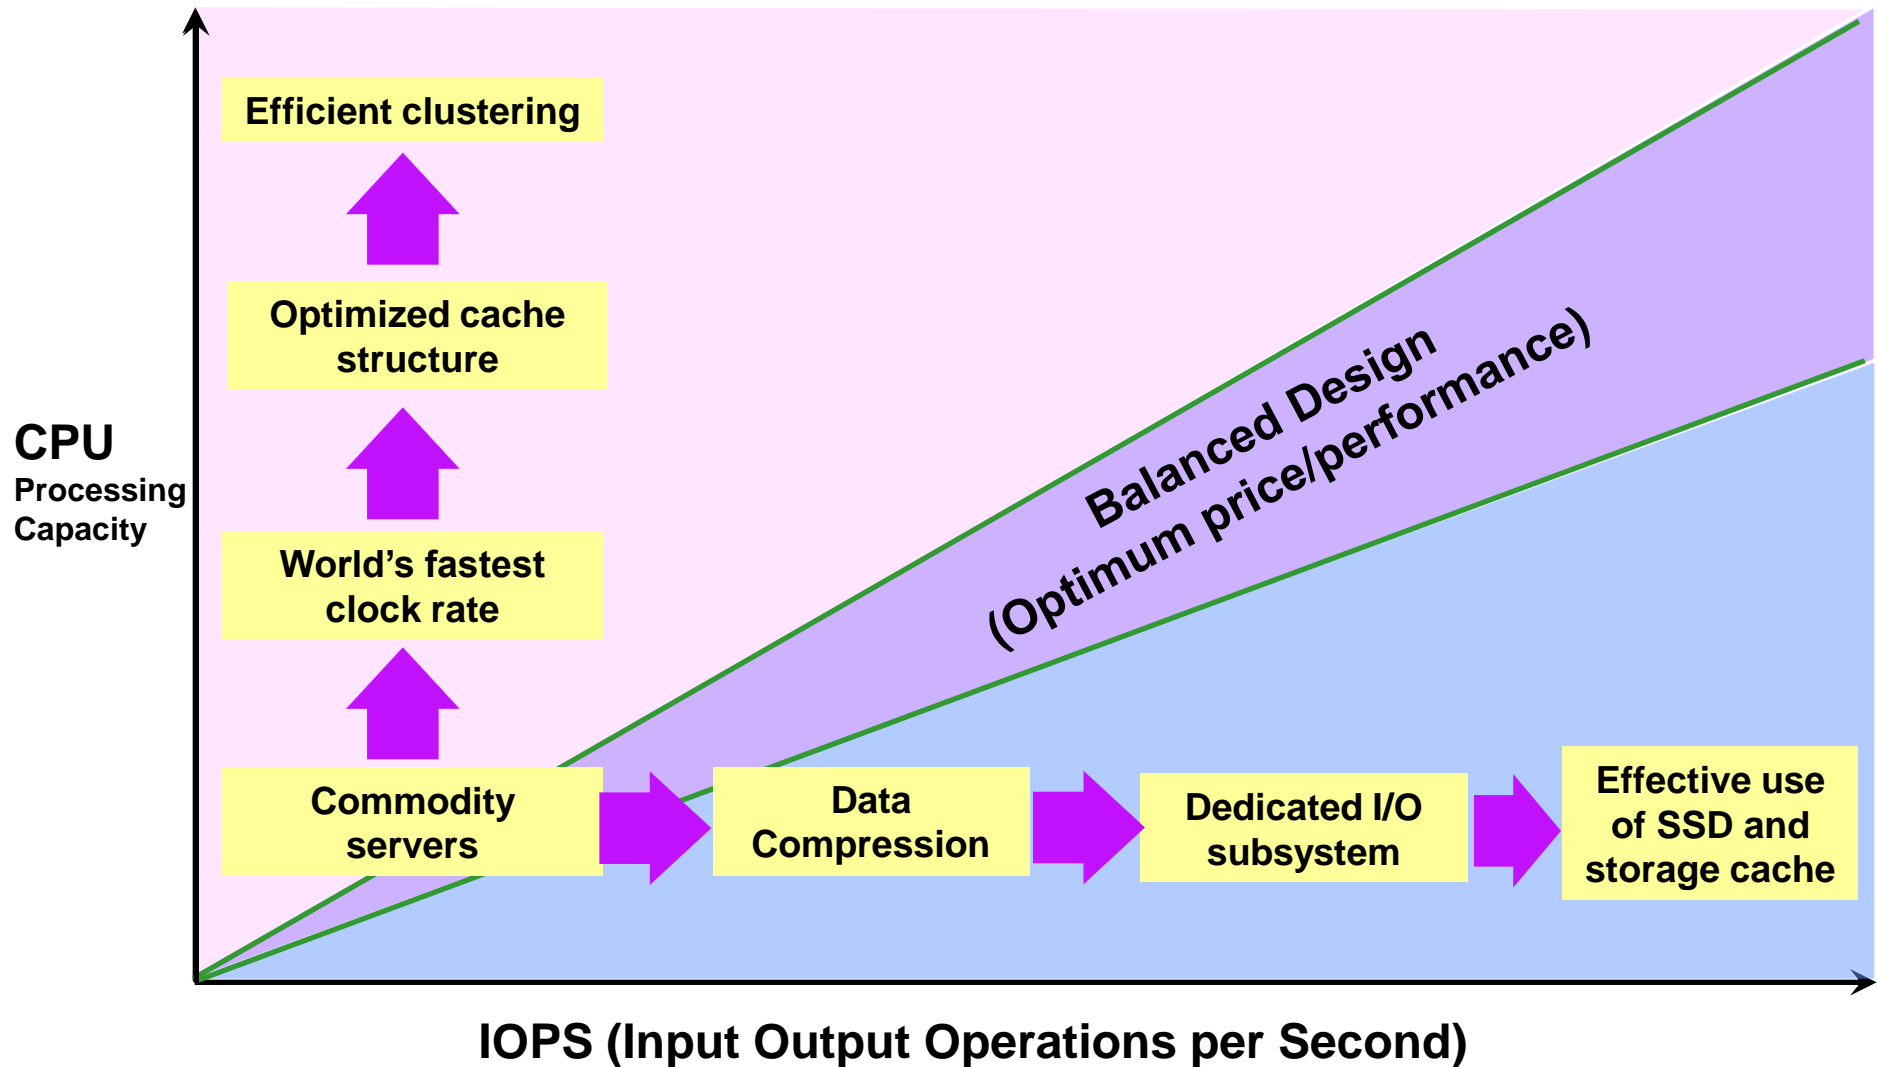 Efficient clustering
Optimized cache
structure
CPU
Processing
Capacity
World's fastest
clock rate
Balanced Design
(Optimum price/performance)
Commodity
servers
Data
Compression
Dedicated I/O
subsystem
Effective use
of SSD and
storage cache
IOPS (Input Output Operations per Second)